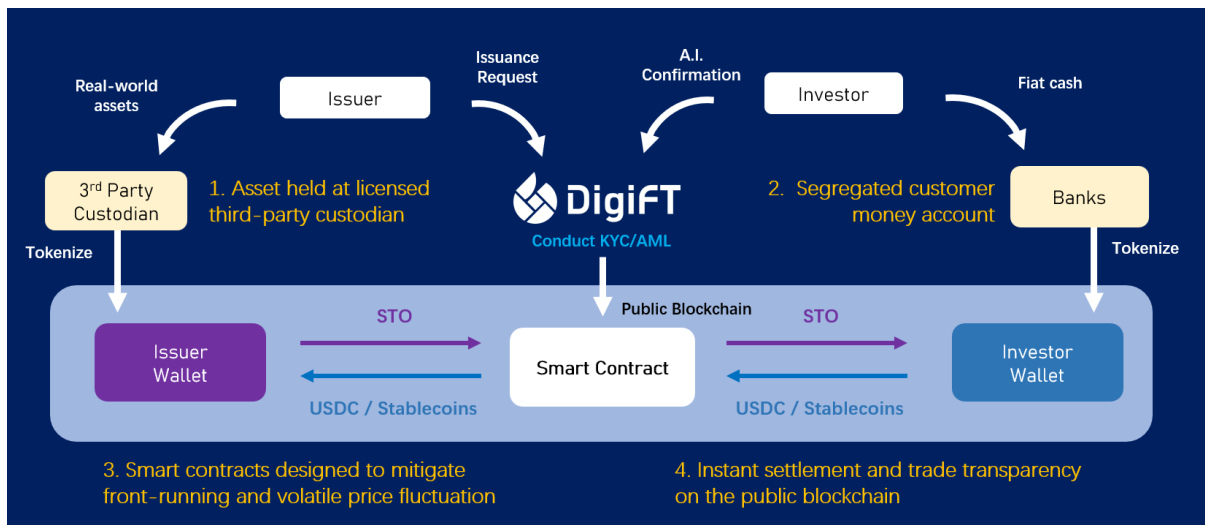 Real-world
assets
Issuer
Issuance
Request
A.I.
Confirmation
Investor
Fiat cash
3rd Party
Custodian
1. Asset held at licensed
third-party custodian
DigiFT
Conduct KYC/AML
2. Segregated customer
money account
Banks
Tokenize
Tokenize
Public Blockchain
Issuer
Wallet
STO
USDC / Stablecoins
Smart Contract
STO
USDC / Stablecoins
Investor
Wallet
3. Smart contracts designed to mitigate
front-running and volatile price fluctuation
4. Instant settlement and trade transparency
on the public blockchain